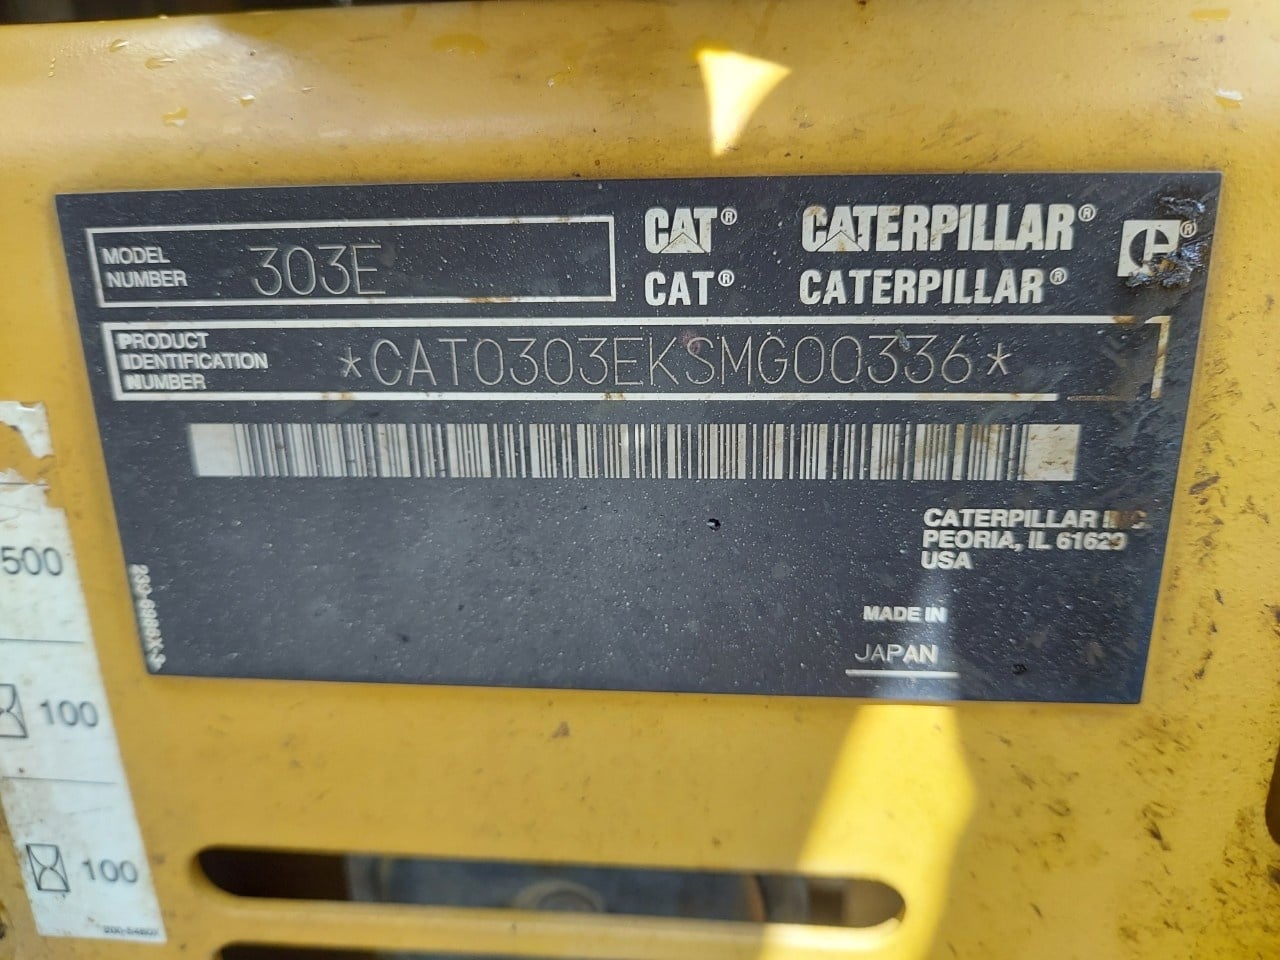 MODEL
NUMBER
303E
CAT® CATERPILLAR®
CAT® CATERPILLAR®
PRODUCT
IDENTIFICATION
NUMBER
*CAT0303EKSMG00336*
CATERPILLAR INC.
PEORIA, IL 61629
USA
MADE IN
JAPAN
500
100
100